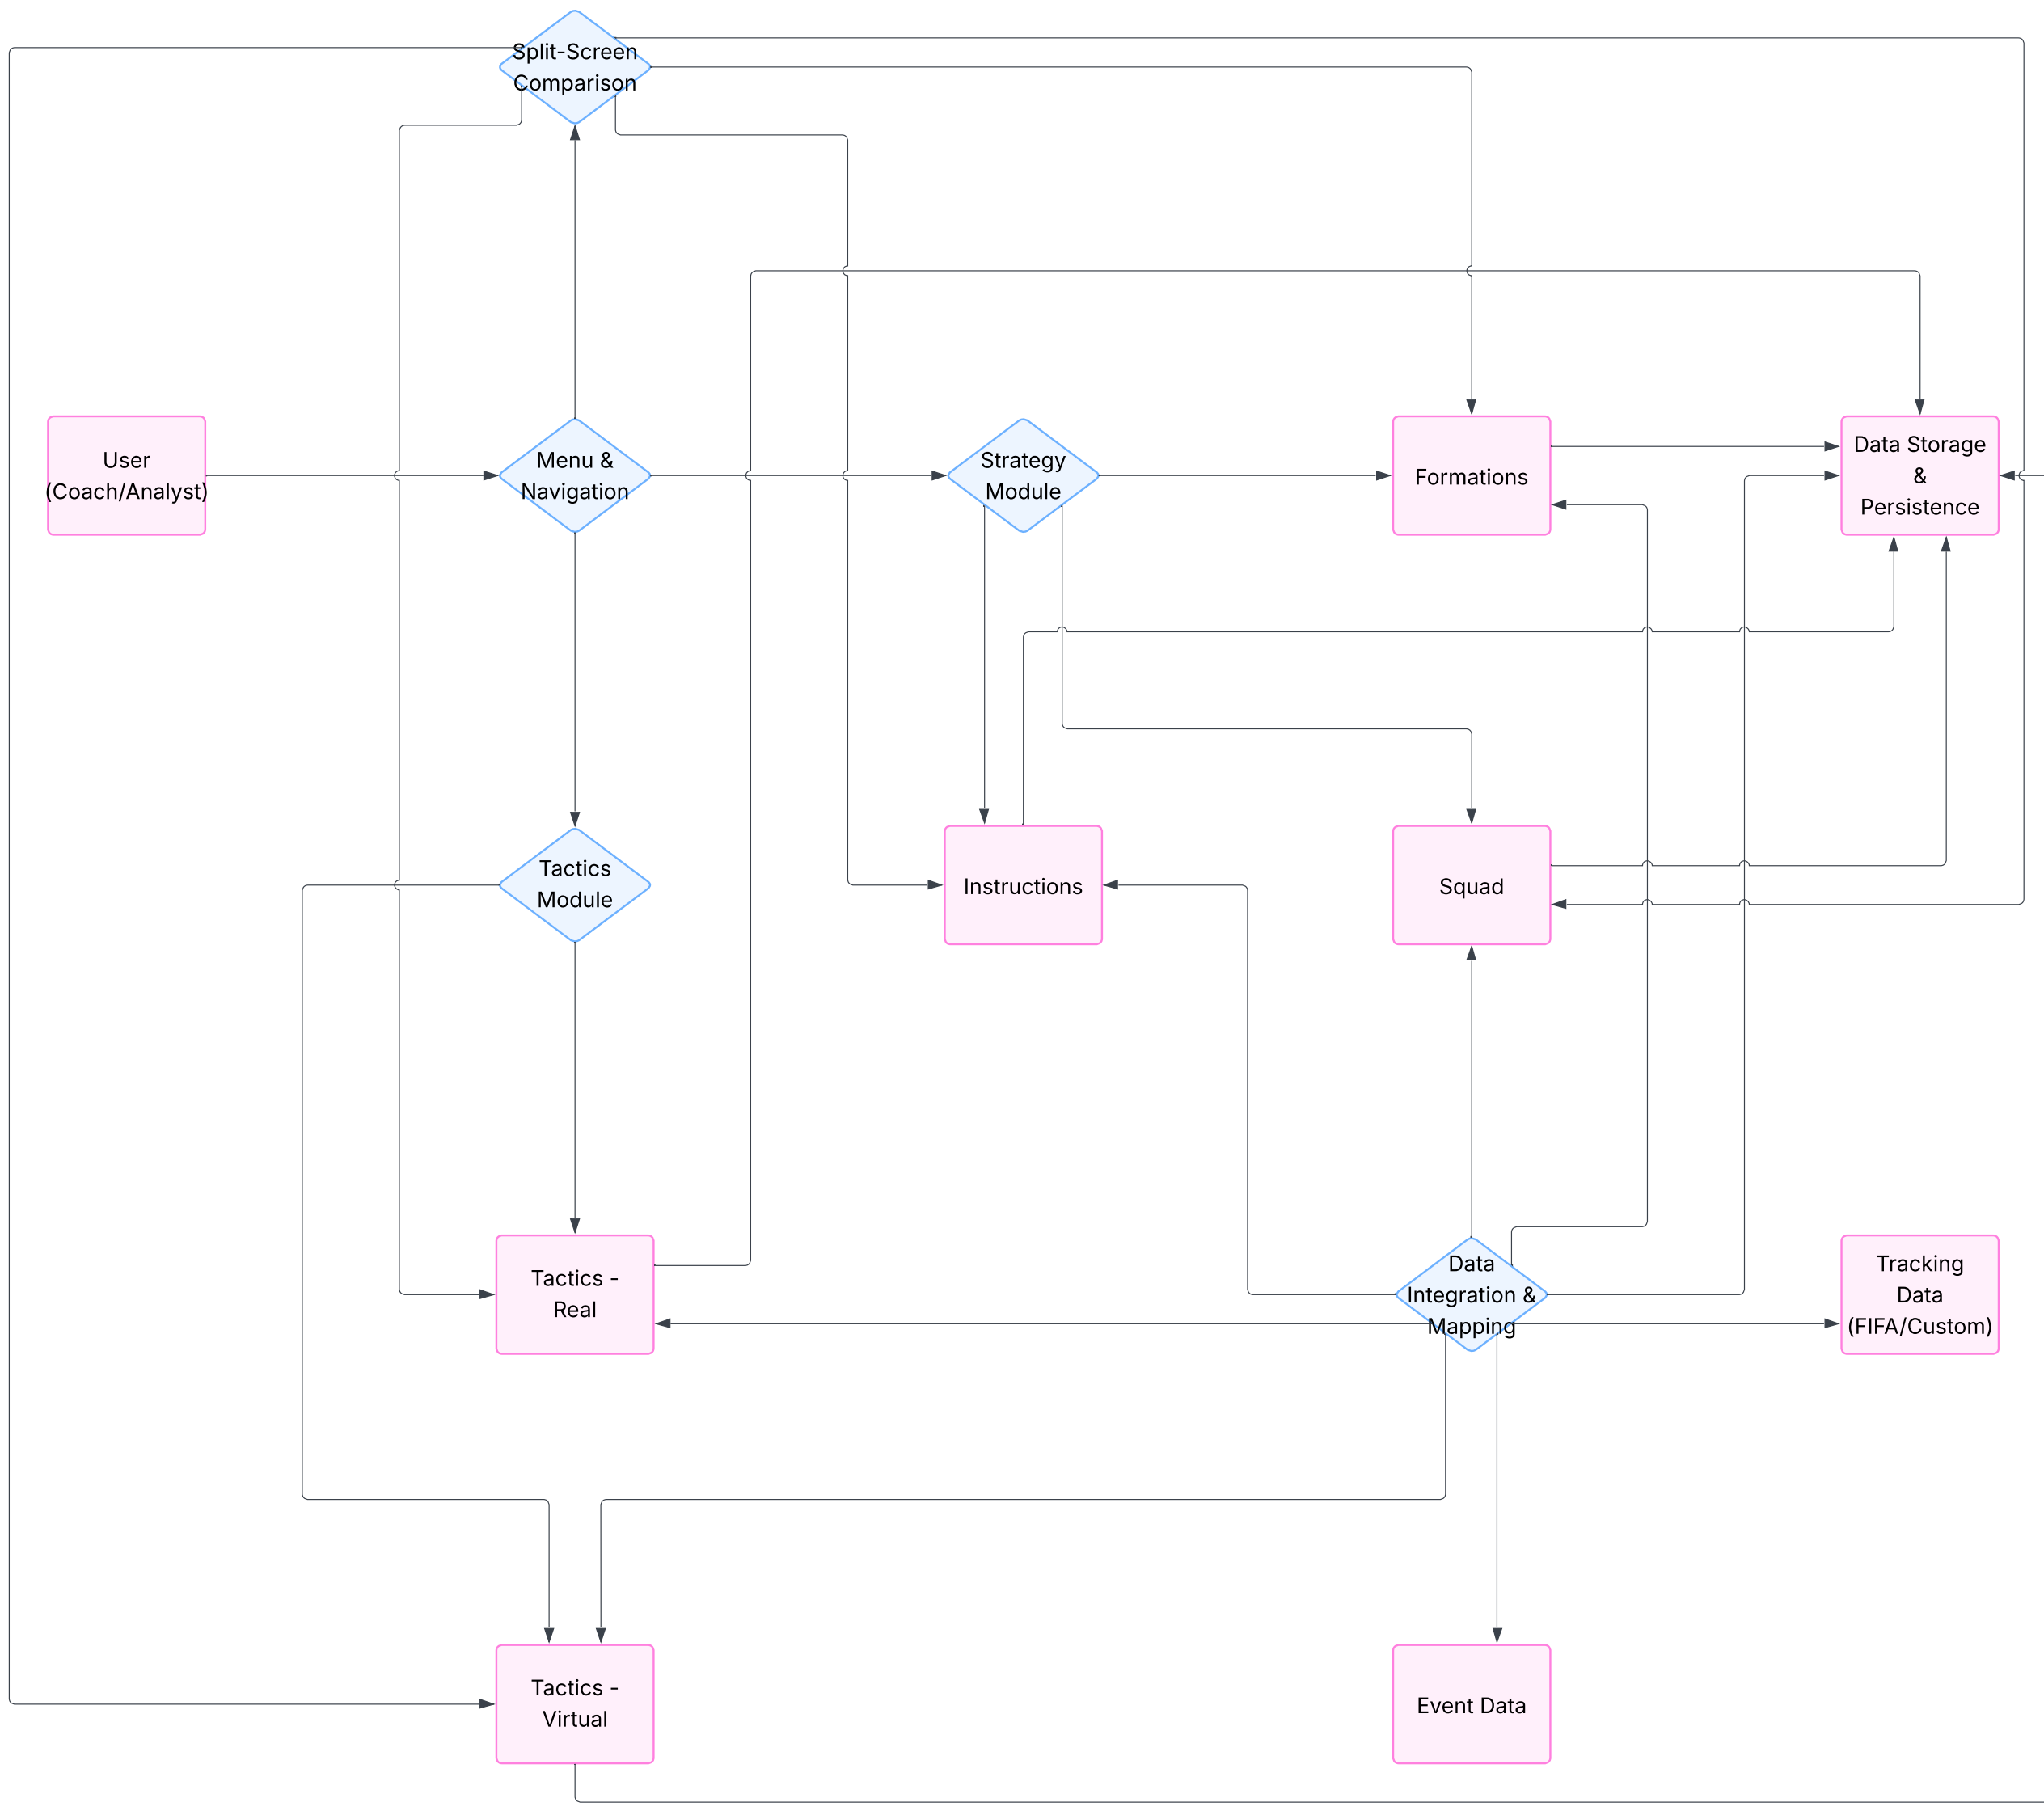 Split-Screen
Comparison
User
(Coach/Analyst)
Menu &
Navigation
Strategy
Module
Formations
Data Storage
&
Persistence
Tactics
Module
Instructions
Squad
Tactics -
Real
Data
Integration &
Mapping
Tracking
Data
(FIFA/Custom)
Tactics -
Virtual
Event Data